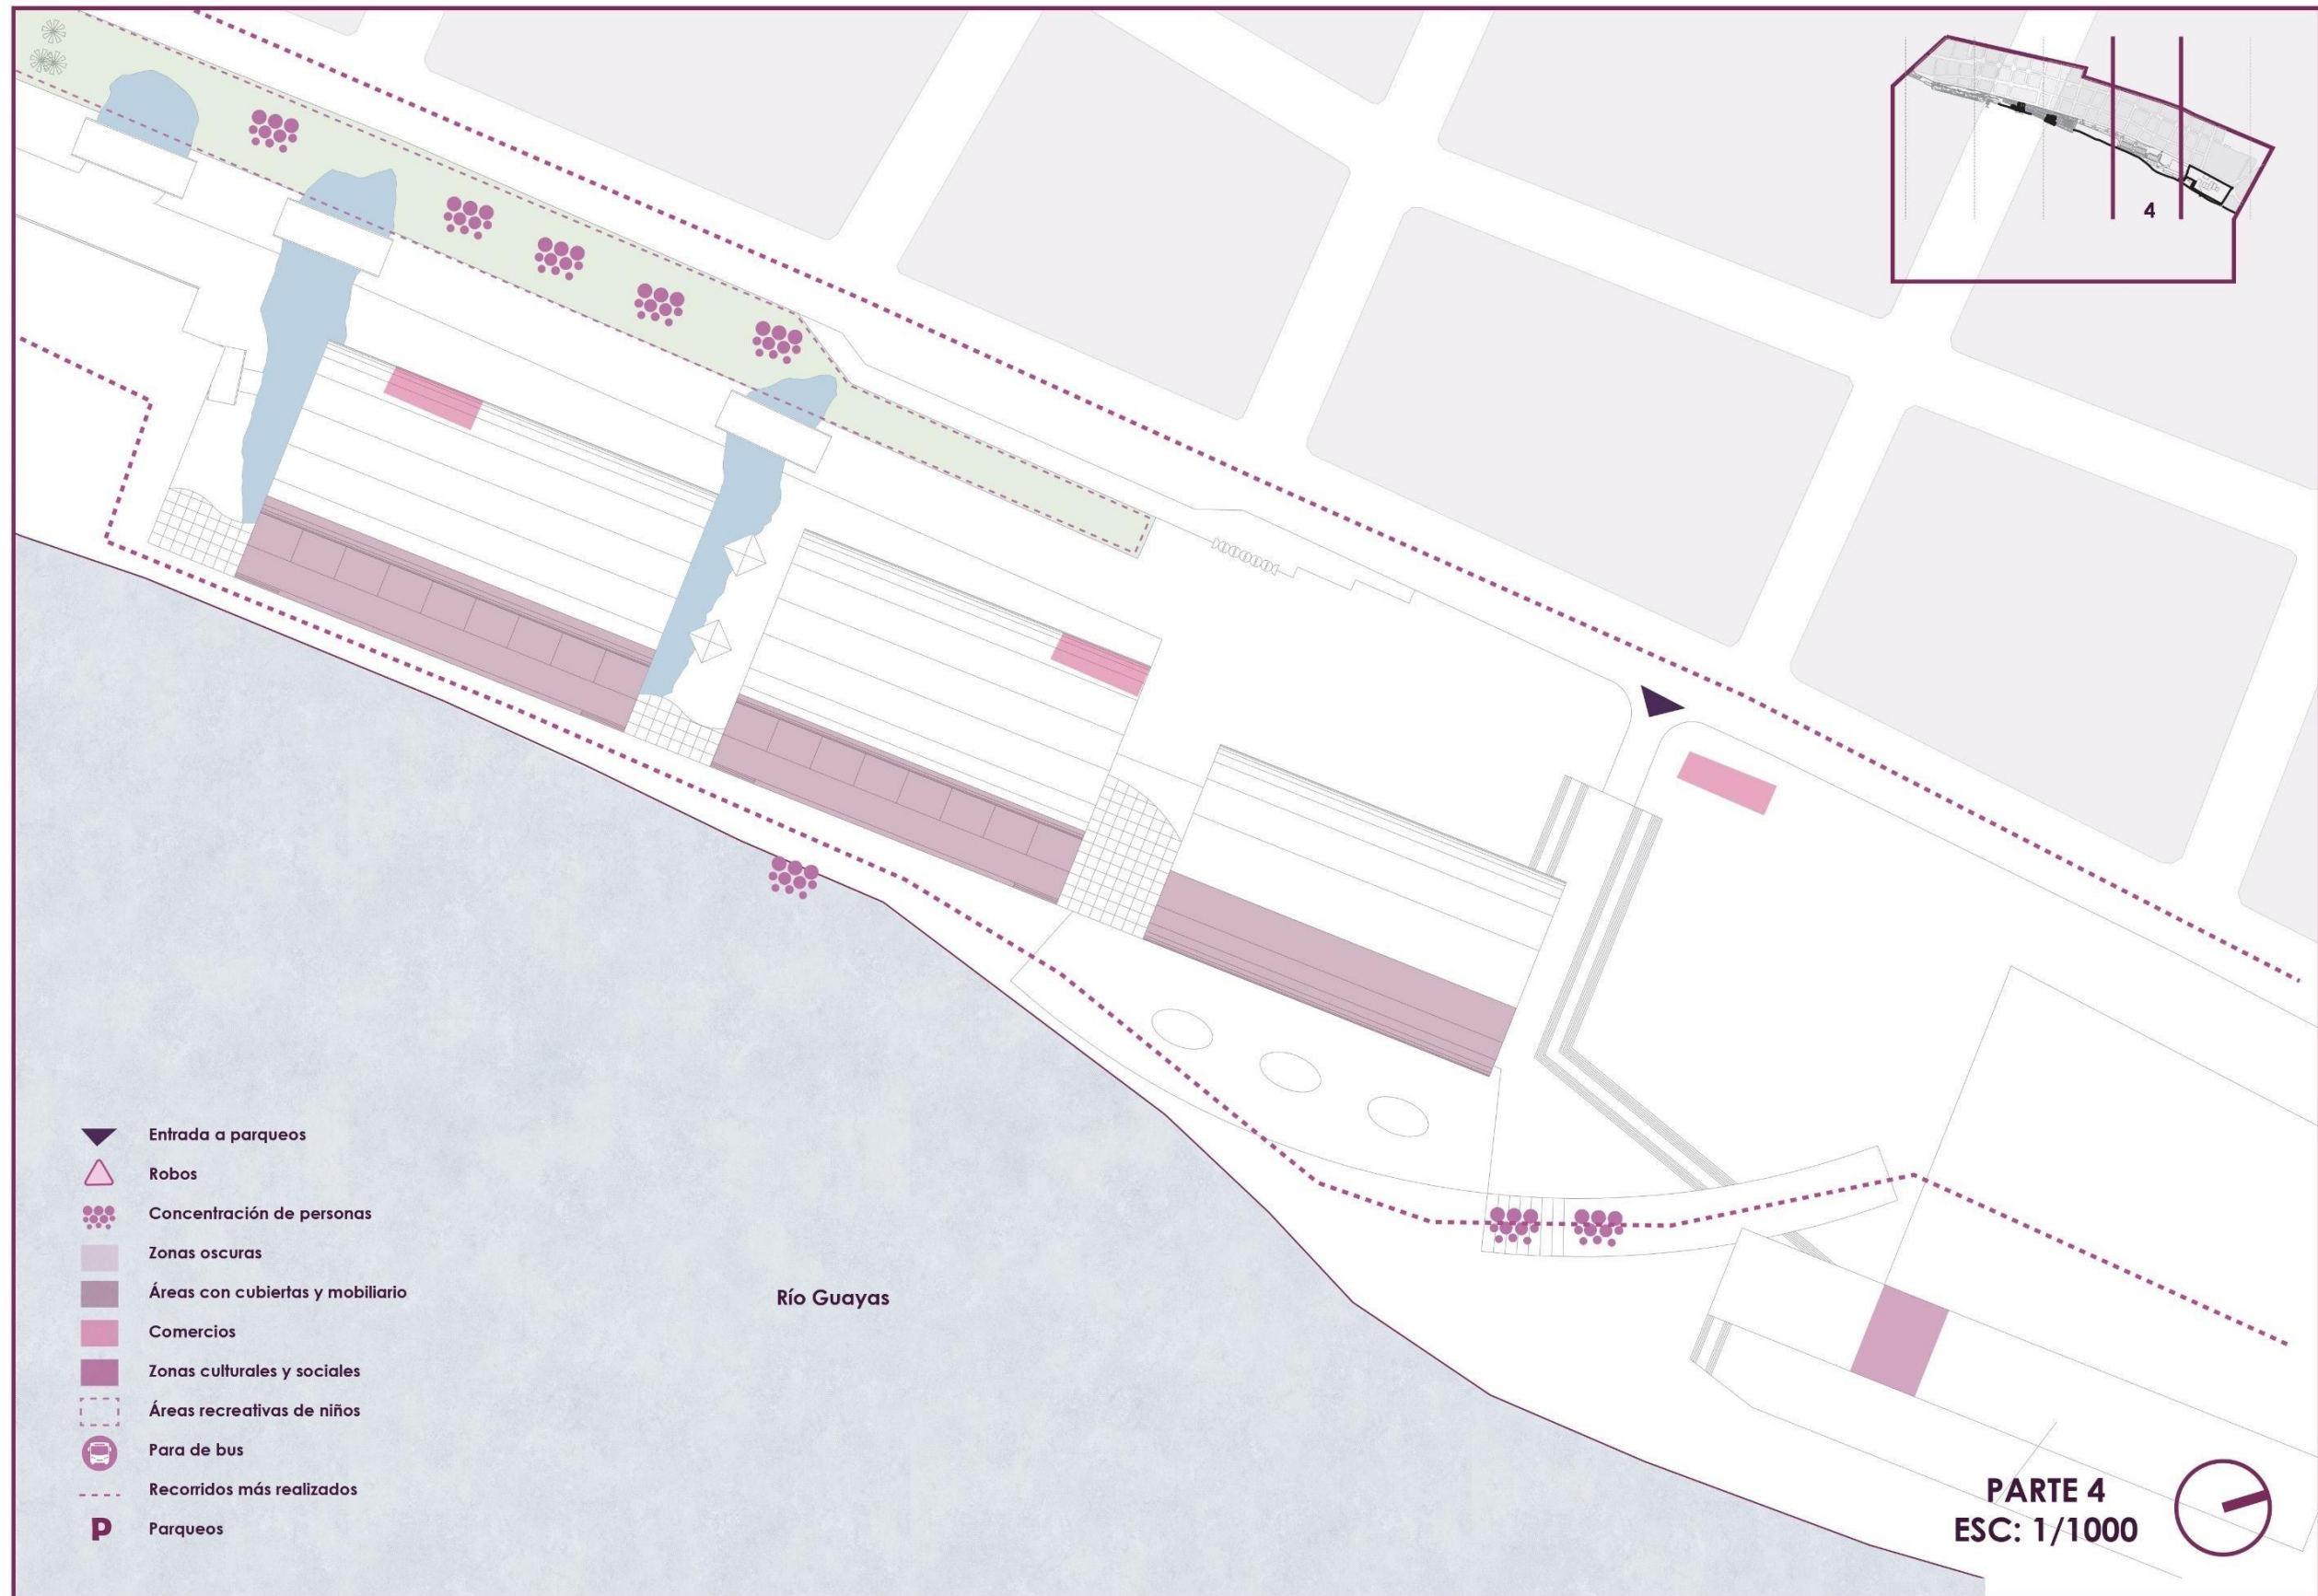 4
Entrada a parqueos
Robos
Concentración de personas
Zonas oscuras
Áreas con cubiertas y mobiliario
Comercios
Zonas culturales y sociales
Áreas recreativas de niños
Para de bus
Recorridos más realizados
P Parqueos
Río Guayas
PARTE 4
ESC: 1/1000